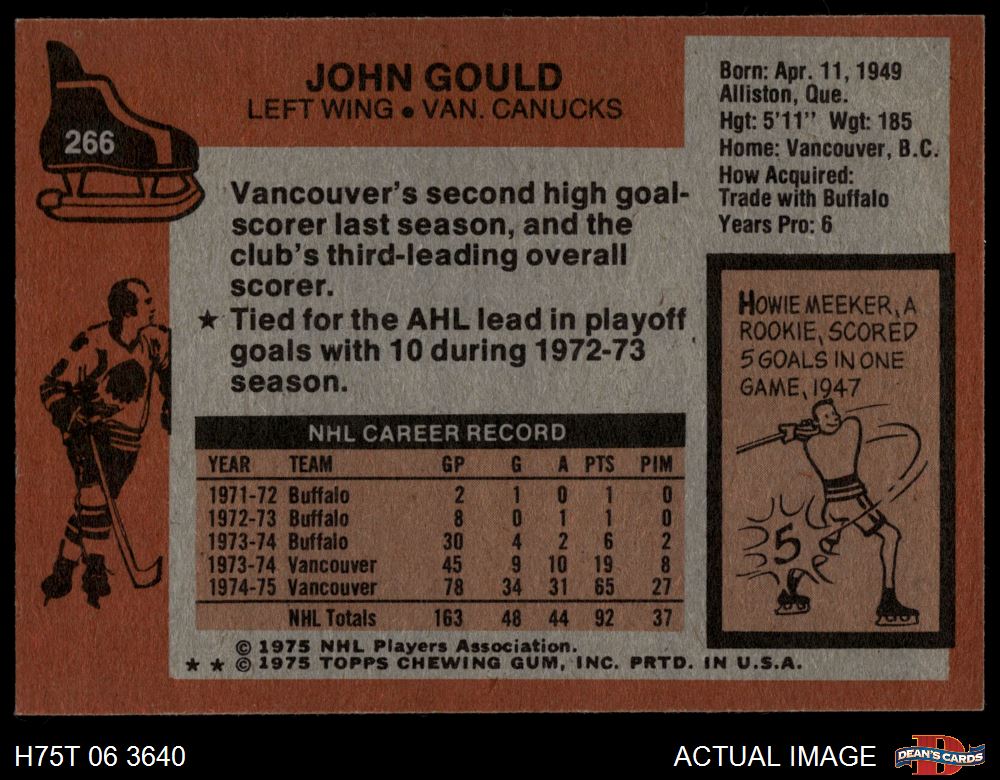 266
JOHN GOULD
LEFT WING • VAN. CANUCKS
Born: Apr. 11, 1949
Alliston, Que.
Hgt: 5'11" Wgt: 185
Home: Vancouver, B.C.
How Acquired:
Trade with Buffalo
Years Pro: 6
Vancouver's second high goal-
scorer last season, and the
club's third-leading overall
scorer.
★ Tied for the AHL lead in playoff
goals with 10 during 1972-73
season.
HOWIE MEEKER, A
ROOKIE, SCORED
5 GOALS IN ONE
GAME, 1947
5
NHL CAREER RECORD
YEAR TEAM GP G A PTS PIM
1971-72 Buffalo 2 1 0 1 0
1972-73 Buffalo 8 0 1 1 0
1973-74 Buffalo 30 4 2 6 2
1973-74 Vancouver 45 9 10 19 8
1974-75 Vancouver 78 34 31 65 27
NHL Totals 163 48 44 92 37
© 1975 NHL Players Association.
★ ★ © 1975 TOPPS CHEWING GUM, INC. PRTD. IN U.S.A.
H75T 06 3640
ACTUAL IMAGE
DEAN'S CARDS